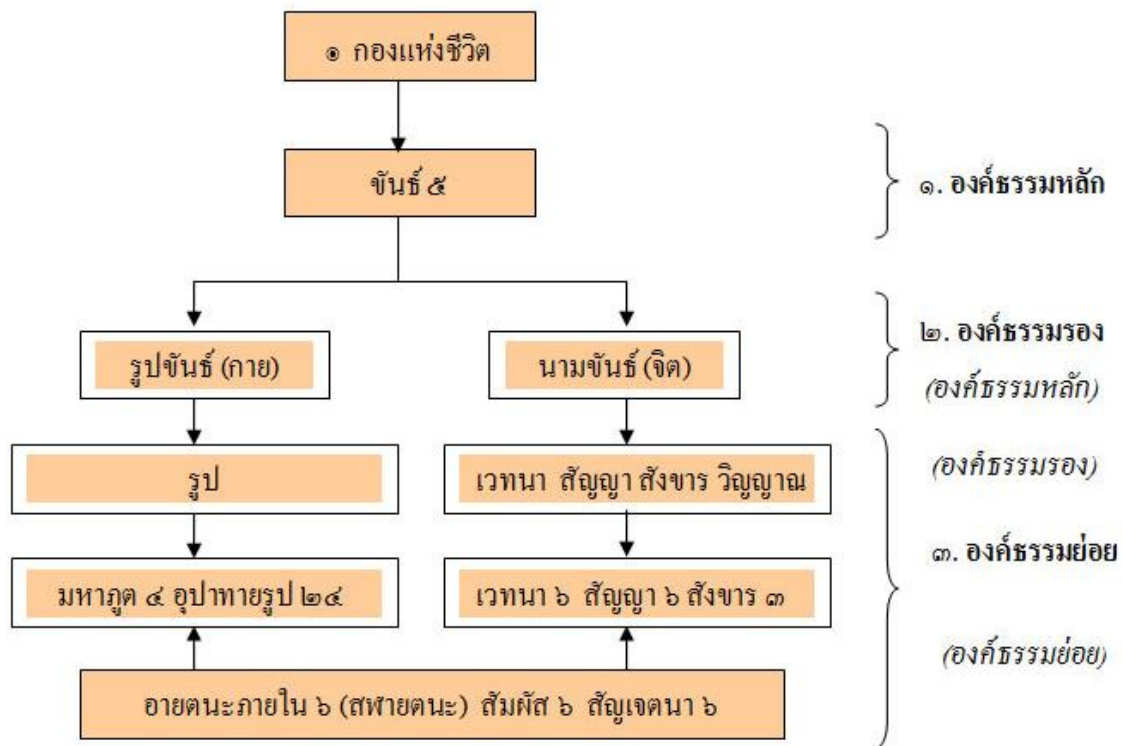 ๑ กองแห่งชีวิต
ขันธ์ ๕
๑. องค์ธรรมหลัก
รูปขันธ์ (กาย)
นามขันธ์ (จิต)
๒. องค์ธรรมรอง
(องค์ธรรมหลัก)
รูป
เวทนา สัญญา สังขาร วิญญาณ
(องค์ธรรมรอง)
มหาภูต ๔ อุปาทายรูป ๒๔
เวทนา ๖ สัญญา ๖ สังขาร ๓
๓. องค์ธรรมย่อย
(องค์ธรรมย่อย)
อายตนะภายใน ๖ (สฬายตนะ) สัมผัส ๖ สัญเจตนา ๖